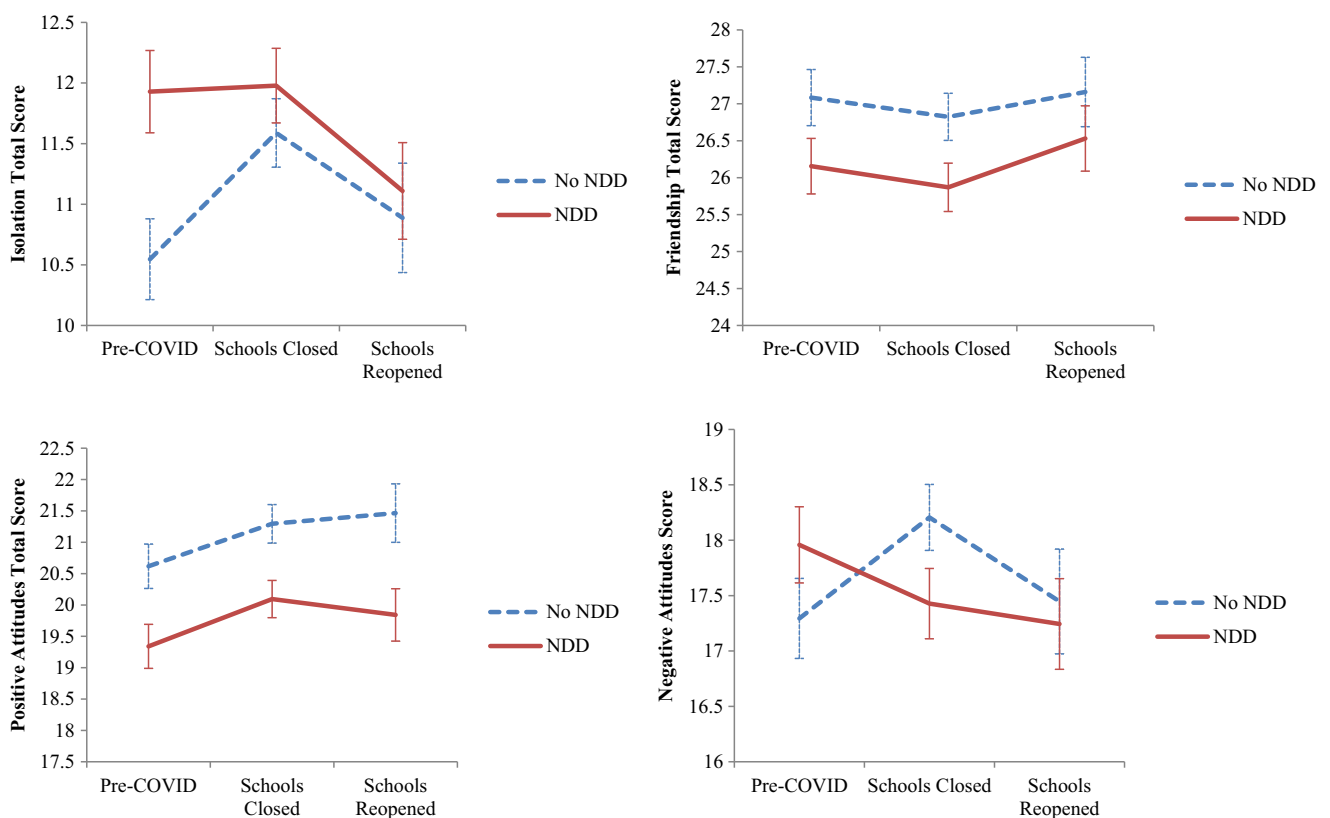 Isolation Total Score
12.5
12
11.5
11
10.5
10
Pre-COVID
Schools Closed
Schools
Reopened
No NDD
NDD
Friendship Total Score
28
27.5
27
26.5
26
25.5
25
24.5
24
Pre-COVID
Schools Closed
Schools
Reopened
No NDD
NDD
Positive Attitudes Total Score
22.5
22
21.5
21
20.5
20
19.5
19
18.5
18
17.5
Pre-COVID
Schools
Closed
Schools
Reopened
No NDD
NDD
Negative Attitudes Score
19
18.5
18
17.5
17
16.5
16
Pre-COVID
Schools Closed
Schools
Reopened
No NDD
NDD